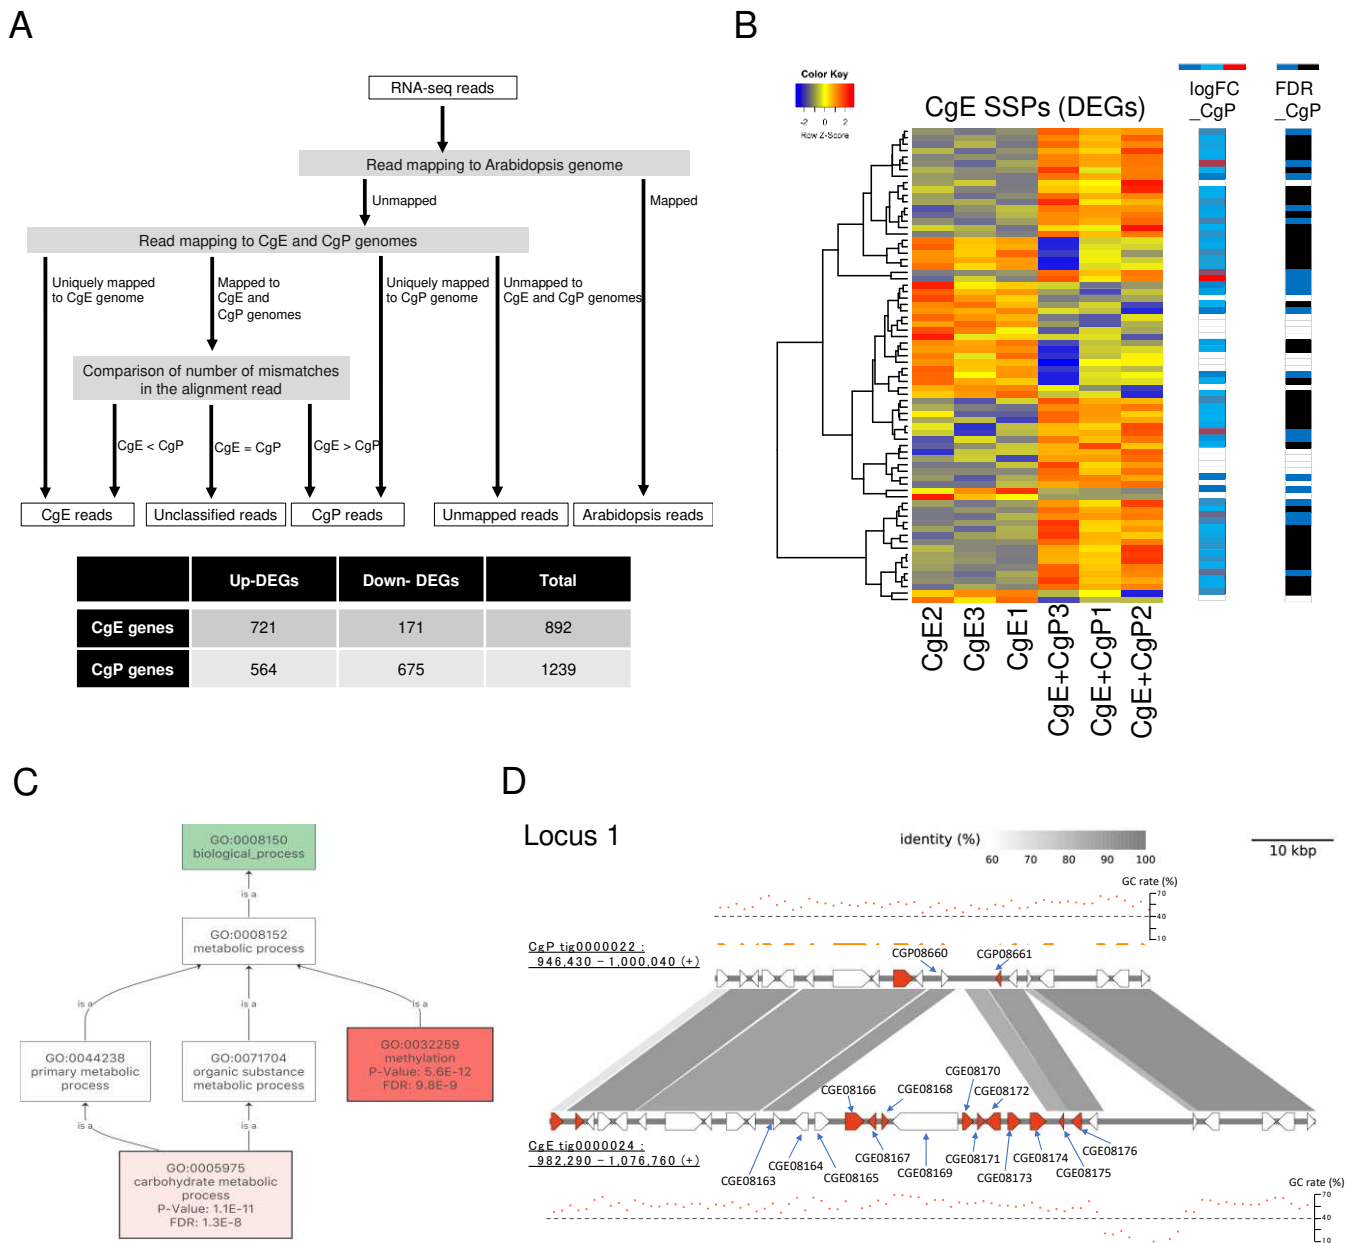 A
RNA-seq reads
Read mapping to Arabidopsis genome
Unmapped
Mapped
Read mapping to CgE and CgP genomes
Uniquely mapped
to CgE genome
Mapped to
CgE and
CgP genomes
Uniquely mapped
to CgP genome
Unmapped to
CgE and CgP genomes
Comparison of number of mismatches
in the alignment read
CgE < CgP
CgE = CgP
CgE > CgP
CgE reads
Unclassified reads
CgP reads
Unmapped reads
Arabidopsis reads
Up-DEGs Down- DEGs Total
CgE genes 721 171 892
CgP genes 564 675 1239
B
Color Key
-2 0 2
Row Z-Score
CgE SSPs (DEGs)
logFC
_CgP
FDR
_CgP
CgE2
CgE3
CgE1
CgE+CgP3
CgE+CgP1
CgE+CgP2
C
GO:0008150
biological_process
is a
GO:0008152
metabolic process
is a
is a
is a
GO:0044238
primary metabolic
process
GO:0071704
organic substance
metabolic process
GO:0032259
methylation
P-Value: 5.6E-12
FDR: 9.8E-9
is a
is a
GO:0005975
carbohydrate metabolic
process
P-Value: 1.1E-11
FDR: 1.3E-8
D
Locus 1
identity (%)
60 70 80 90 100
10 kbp
GC rate (%)
70
40
10
CgP tig0000022 :
946,430 – 1,000,040 (+)
CGP08660
CGP08661
CGE08166
CGE08168
CGE08170
CGE08172
CgE tig0000024 :
982,290 – 1,076,760 (+)
CGE08163
CGE08164
CGE08165
CGE08167
CGE08169
CGE08171
CGE08173
CGE08174
CGE08175
CGE08176
GC rate (%)
70
40
10